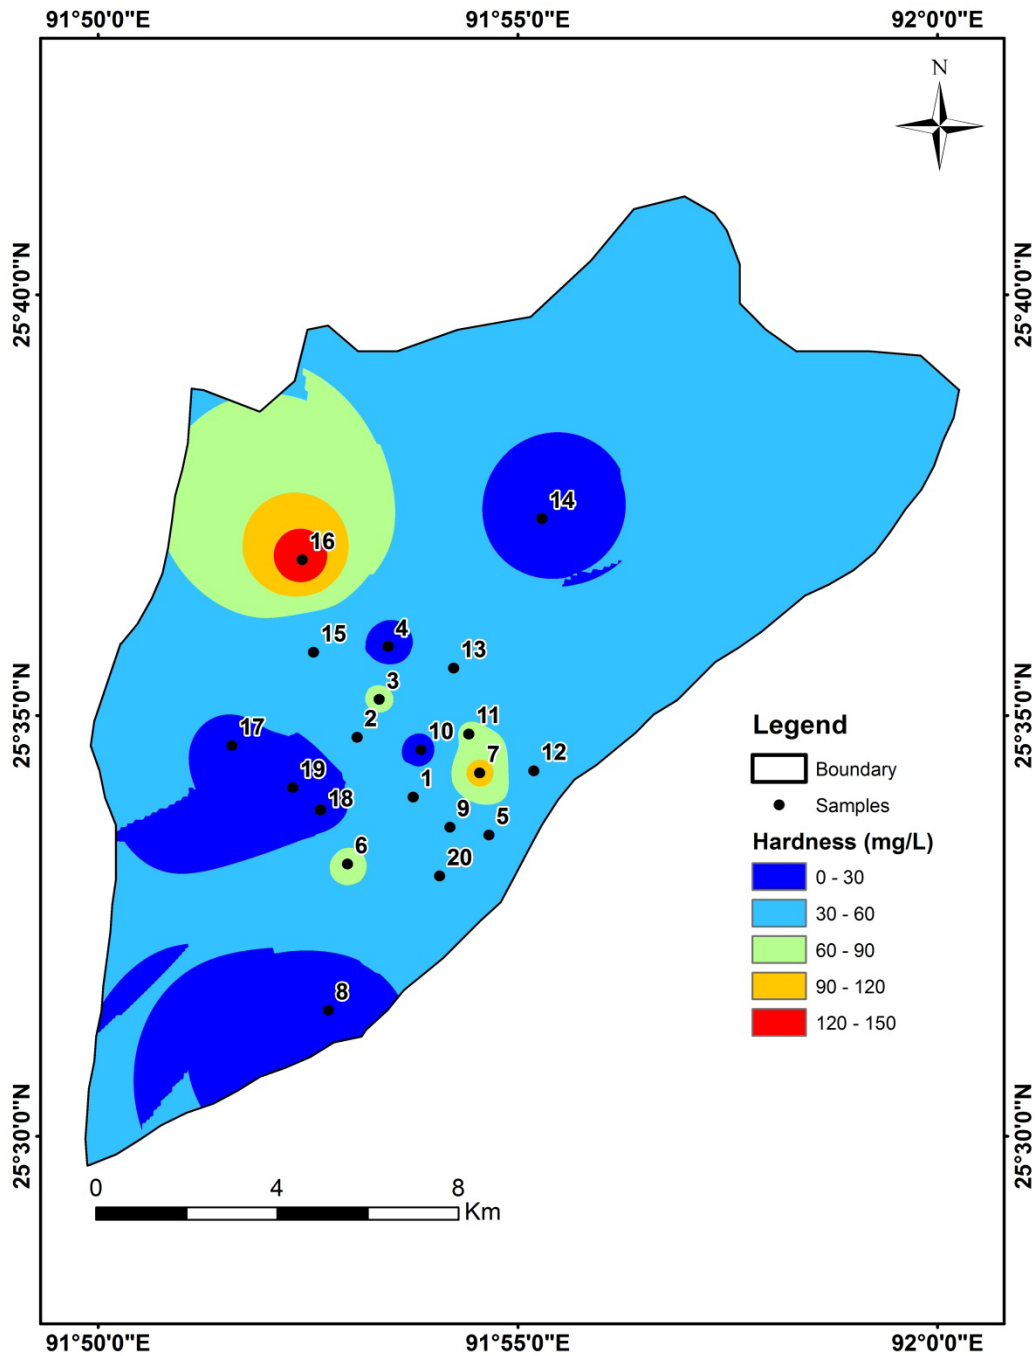 91°50'0"E 91°55'0"E 92°0'0"E
N
25°40'0"N 25°40'0"N
14
16
15
4
13
3
2
11
17
10
7
12
19
1
18
9
5
6
20
8
25°35'0"N 25°35'0"N
Legend
Boundary
Samples
Hardness (mg/L)
0 - 30
30 - 60
60 - 90
90 - 120
120 - 150
25°30'0"N 25°30'0"N
0 4 8
Km
91°50'0"E 91°55'0"E 92°0'0"E